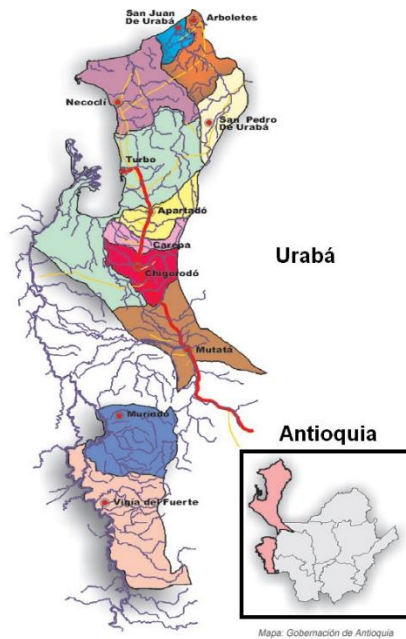 San Juan
De Urabá
Arboletes
Necoclí
San Pedro
De Urabá
Turbo
Apartadó
Carepa
Chigorodó
Urabá
Mutatá
Murindó
Antioquia
Vigía del Fuerte
Mapa: Gobernación de Antioquia